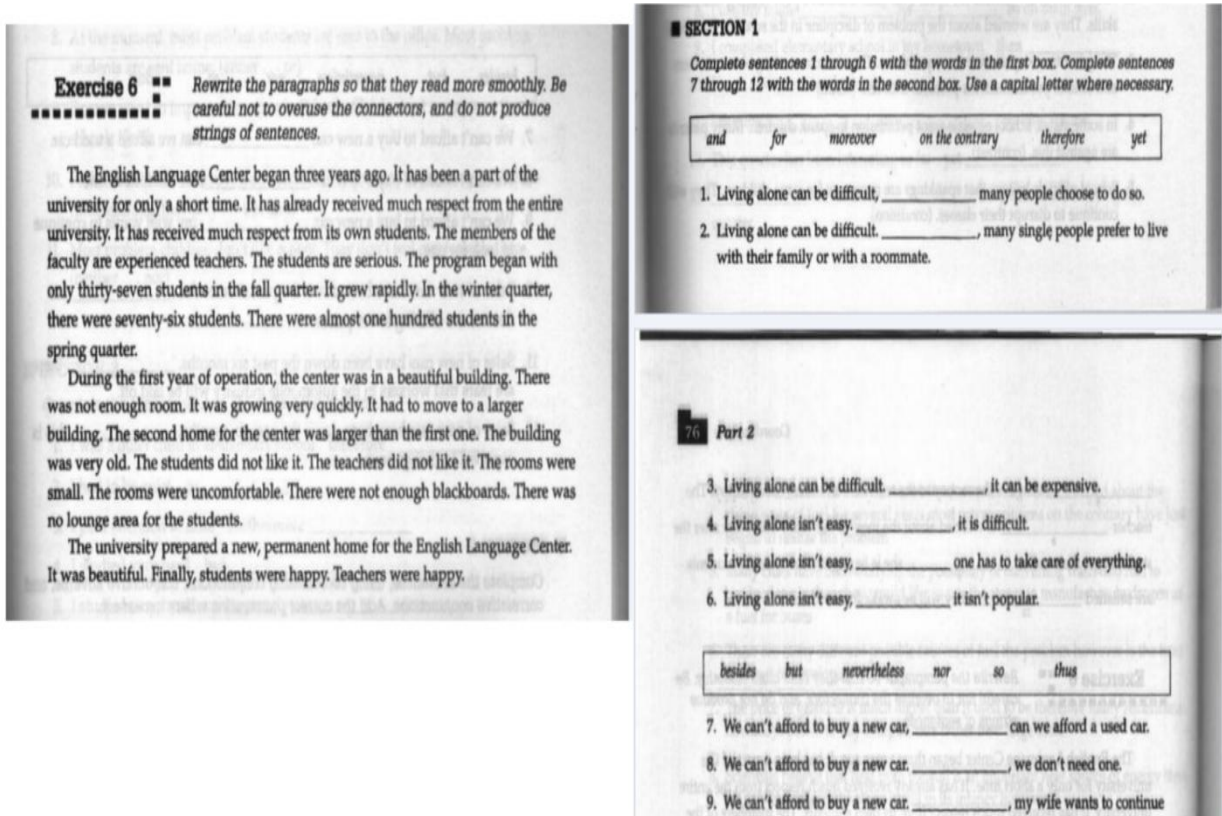 Exercise 6
Rewrite the paragraphs so that they read more smoothly. Be
careful not to overuse the connectors, and do not produce
strings of sentences.
The English Language Center began three years ago. It has been a part of the
university for only a short time. It has already received much respect from the entire
university. It has received much respect from its own students. The members of the
faculty are experienced teachers. The students are serious. The program began with
only thirty-seven students in the fall quarter. It grew rapidly. In the winter quarter,
there were seventy-six students. There were almost one hundred students in the
spring quarter.
During the first year of operation, the center was in a beautiful building. There
was not enough room. It was growing very quickly. It had to move to a larger
building. The second home for the center was larger than the first one. The building
was very old. The students did not like it. The teachers did not like it. The rooms were
small. The rooms were uncomfortable. There were not enough blackboards. There was
no lounge area for the students.
The university prepared a new, permanent home for the English Language Center.
It was beautiful. Finally, students were happy. Teachers were happy.
SECTION 1
Complete sentences 1 through 6 with the words in the first box. Complete sentences
7 through 12 with the words in the second box. Use a capital letter where necessary.
and for moreover on the contrary therefore yet
1. Living alone can be difficult, __________ many people choose to do so.
2. Living alone can be difficult. __________, many single people prefer to live
with their family or with a roommate.
76 Part 2
3. Living alone can be difficult __________, it can be expensive.
4. Living alone isn't easy. __________, it is difficult.
5. Living alone isn't easy, __________ one has to take care of everything.
6. Living alone isn't easy, __________ it isn't popular.
besides but nevertheless nor so thus
7. We can't afford to buy a new car, __________ can we afford a used car.
8. We can't afford to buy a new car. __________, we don't need one.
9. We can't afford to buy a new car. __________, my wife wants to continue